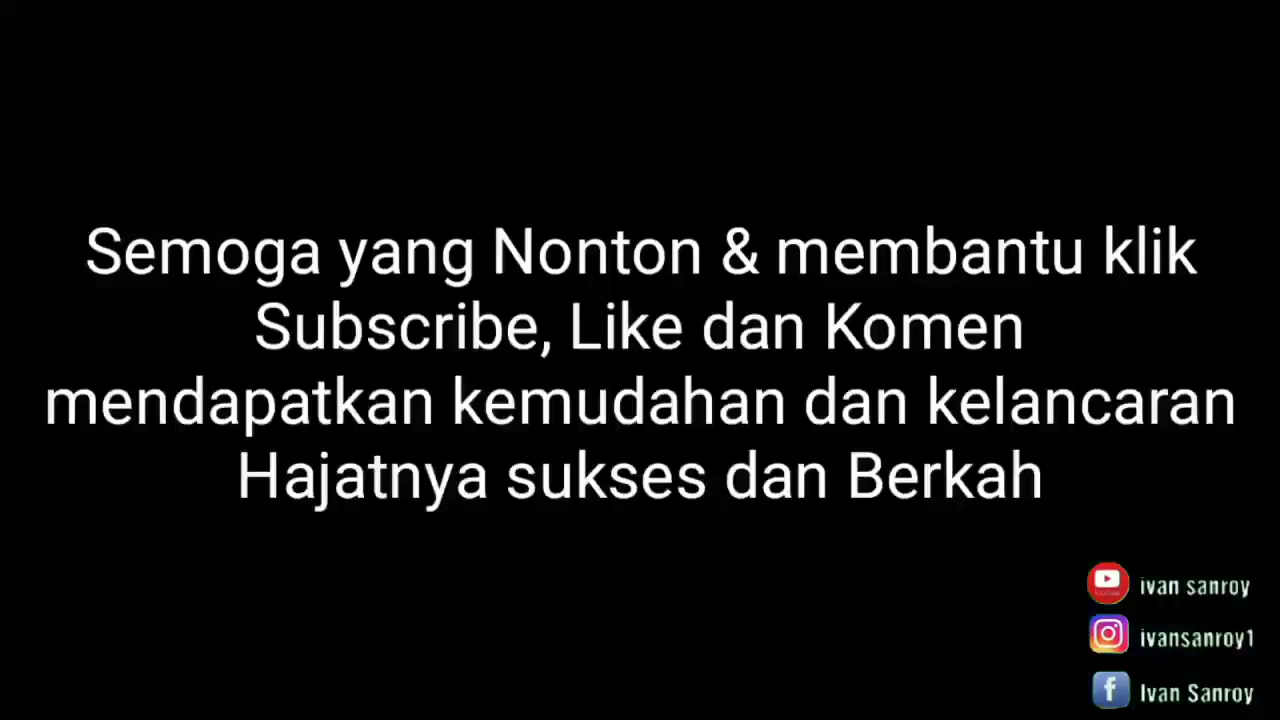 Semoga yang Nonton & membantu klik
Subscribe, Like dan Komen
mendapatkan kemudahan dan kelancaran
Hajatnya sukses dan Berkah
ivan sanroy
ivansanroy1
Ivan Sanroy